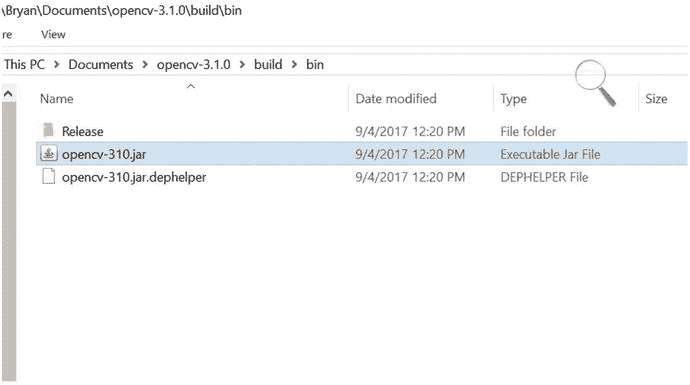 \Bryan\Documents\opencv-3.1.0\build\bin
re View
This PC > Documents > opencv-3.1.0 > build > bin
Name Date modified Type Size
Release 9/4/2017 12:20 PM File folder
opencv-310.jar 9/4/2017 12:20 PM Executable Jar File
opencv-310.jar.dephelper 9/4/2017 12:20 PM DEPHELPER File